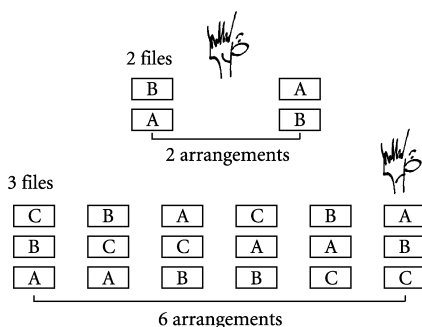 2 files
B A
A B
2 arrangements
3 files
C B A C B A
B C C A A B
A A B B C C
6 arrangements